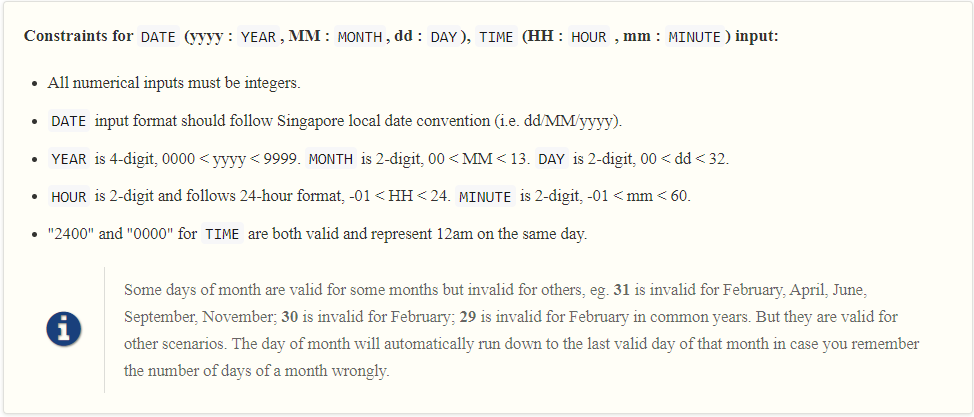 Constraints for DATE (yyyy : YEAR, MM : MONTH, dd : DAY), TIME (HH : HOUR , mm : MINUTE) input:
• All numerical inputs must be integers.
• DATE input format should follow Singapore local date convention (i.e. dd/MM/yyyy).
• YEAR is 4-digit, 0000 < yyyy < 9999. MONTH is 2-digit, 00 < MM < 13. DAY is 2-digit, 00 < dd < 32.
• HOUR is 2-digit and follows 24-hour format, -01 < HH < 24. MINUTE is 2-digit, -01 < mm < 60.
• "2400" and "0000" for TIME are both valid and represent 12am on the same day.
Some days of month are valid for some months but invalid for others, eg. 31 is invalid for February, April, June,
September, November; 30 is invalid for February; 29 is invalid for February in common years. But they are valid for
other scenarios. The day of month will automatically run down to the last valid day of that month in case you remember
the number of days of a month wrongly.